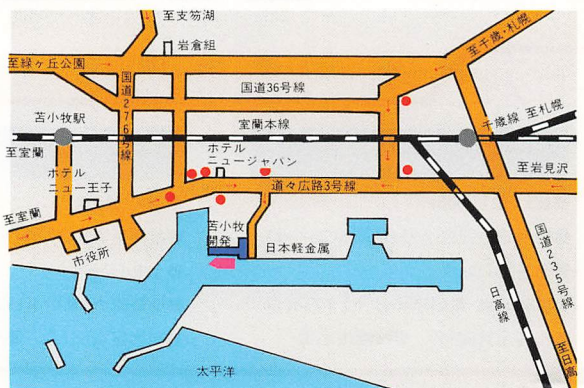 至支笏湖
岩倉組
至千歳・札幌
至緑ヶ丘公園
国道276号線
国道36号線
苫小牧駅
室蘭本線
千歳線
至札幌
至室蘭
ホテル
ニュージャパン
ホテル
ニュー王子
道々広路3号線
至岩見沢
至室蘭
苫小牧
開発
日本軽金属
市役所
国道235号線
日高線
至日高
太平洋